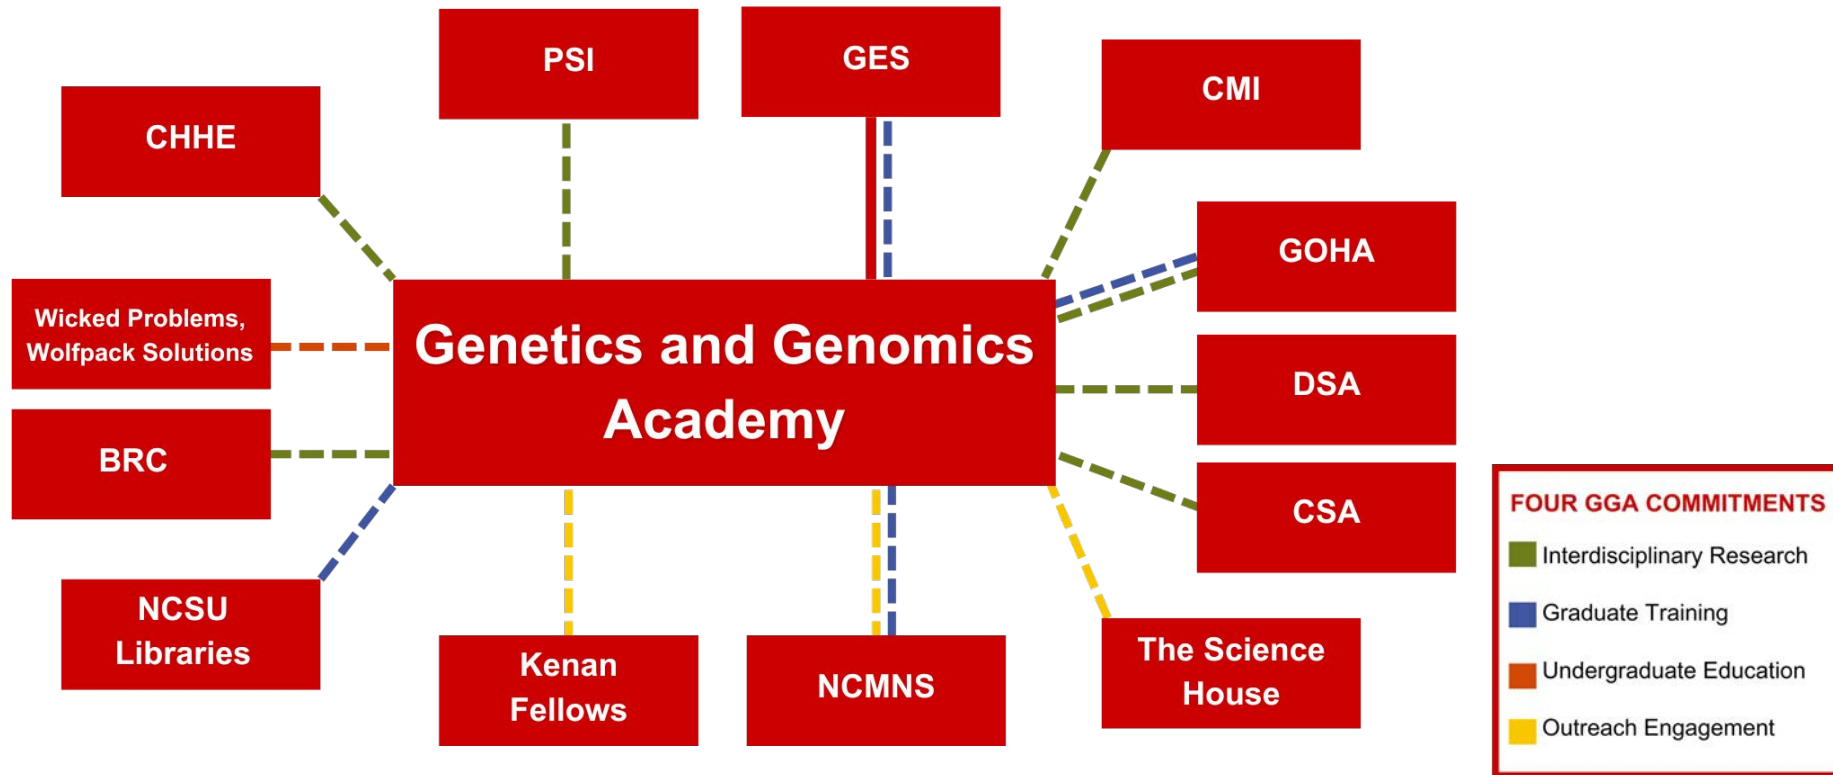 PSI
GES
CMI
CHHE
GOHA
Wicked Problems,
Wolfpack Solutions
Genetics and Genomics
Academy
DSA
BRC
CSA
NCSU
Libraries
Kenan
Fellows
NCMNS
The Science
House
FOUR GGA COMMITMENTS
Interdisciplinary Research
Graduate Training
Undergraduate Education
Outreach Engagement